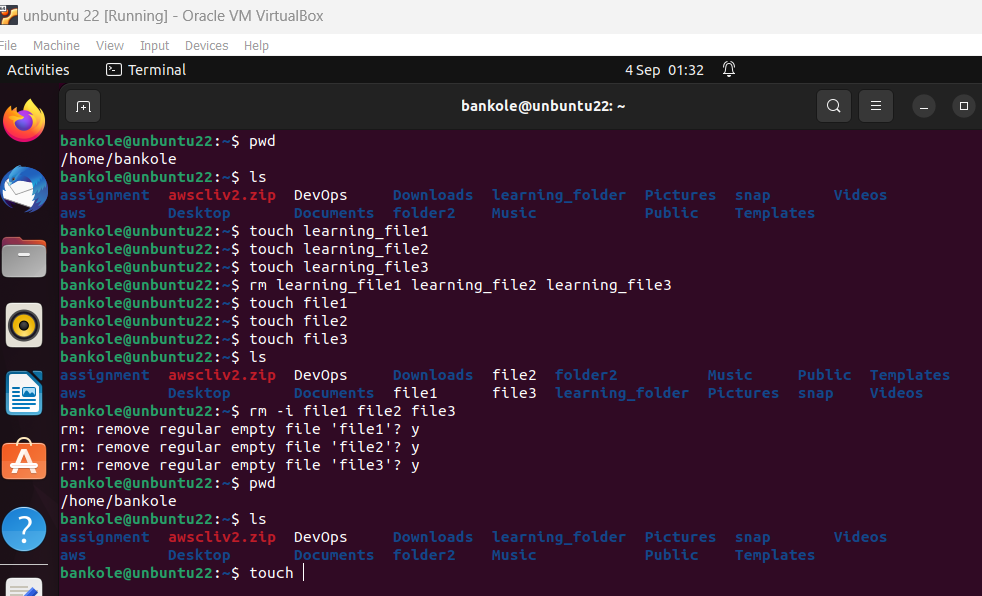 unbuntu 22 [Running] - Oracle VM VirtualBox
File Machine View Input Devices Help
Activities Terminal 4 Sep 01:32
bankole@unbuntu22: ~
bankole@unbuntu22:~$ pwd
/home/bankole
bankole@unbuntu22:~$ ls
assignment awscliv2.zip DevOps Downloads learning_folder Pictures snap Videos
aws Desktop Documents folder2 Music Public Templates
bankole@unbuntu22:~$ touch learning_file1
bankole@unbuntu22:~$ touch learning_file2
bankole@unbuntu22:~$ touch learning_file3
bankole@unbuntu22:~$ rm learning_file1 learning_file2 learning_file3
bankole@unbuntu22:~$ touch file1
bankole@unbuntu22:~$ touch file2
bankole@unbuntu22:~$ touch file3
bankole@unbuntu22:~$ ls
assignment awscliv2.zip DevOps Downloads file2 folder2 Music Public Templates
aws Desktop Documents file1 file3 learning_folder Pictures snap Videos
bankole@unbuntu22:~$ rm -i file1 file2 file3
rm: remove regular empty file 'file1'? y
rm: remove regular empty file 'file2'? y
rm: remove regular empty file 'file3'? y
bankole@unbuntu22:~$ pwd
/home/bankole
bankole@unbuntu22:~$ ls
assignment awscliv2.zip DevOps Downloads learning_folder Pictures snap Videos
aws Desktop Documents folder2 Music Public Templates
bankole@unbuntu22:~$ touch